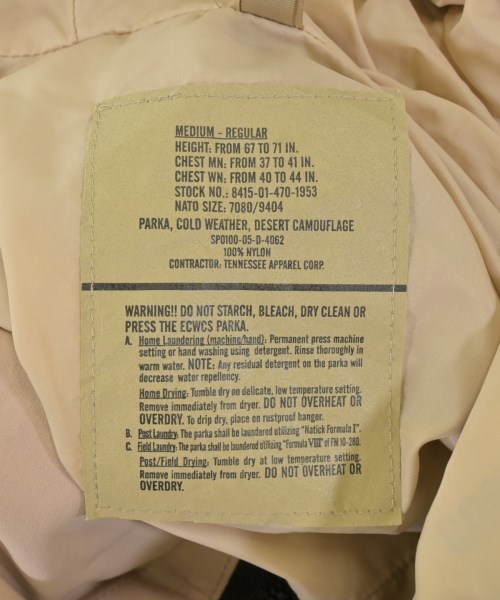 MEDIUM - REGULAR
HEIGHT: FROM 67 TO 71 IN.
CHEST MN: FROM 37 TO 41 IN.
CHEST WN: FROM 40 TO 44 IN.
STOCK NO.: 8415-01-470-1953
NATO SIZE: 7080/9404
PARKA, COLD WEATHER, DESERT CAMOUFLAGE
SPO100-05-D-4062
100% NYLON
CONTRACTOR: TENNESSEE APPAREL CORP.
WARNING!! DO NOT STARCH, BLEACH, DRY CLEAN OR
PRESS THE ECWCS PARKA.
A. Home Laundering (machine/hand): Permanent press machine
setting or hand washing using detergent. Rinse thoroughly in
warm water. NOTE: Any residual detergent on the parka will
decrease water repellency.
Home Drying: Tumble dry on delicate, low temperature setting.
Remove immediately from dryer. DO NOT OVERHEAT OR
OVERDRY. To drip dry, place on rustproof hanger.
B. Post Laundry: The parka shall be laundered utilizing "Natick Formula I".
C. Field Laundry: The parka shall be laundered utilizing "Formula VIII" of FM 10-280.
Post/Field Drying: Tumble dry at low temperature setting.
Remove immediately from dryer. DO NOT OVERHEAT OR
OVERDRY.